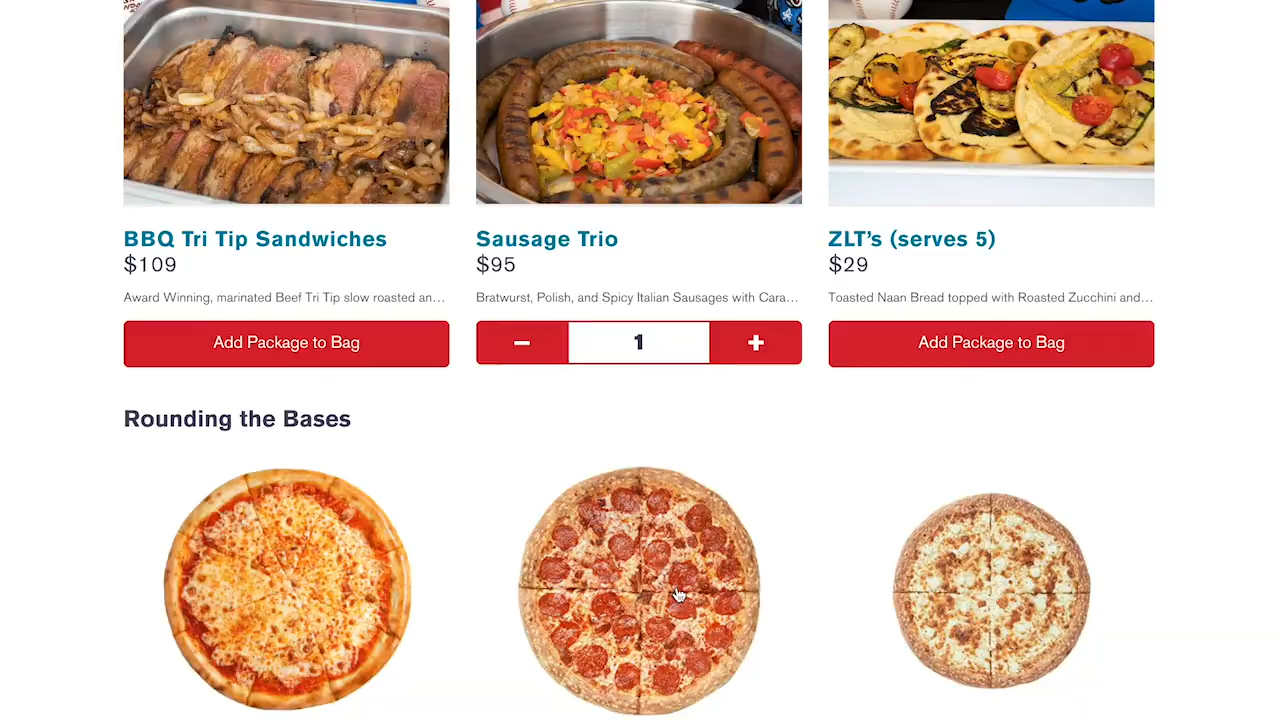 BBQ Tri Tip Sandwiches
$109
Award Winning, marinated Beef Tri Tip slow roasted an...
Add Package to Bag
Sausage Trio
$95
Bratwurst, Polish, and Spicy Italian Sausages with Cara...
1
ZLT’s (serves 5)
$29
Toasted Naan Bread topped with Roasted Zucchini and...
Add Package to Bag
Rounding the Bases